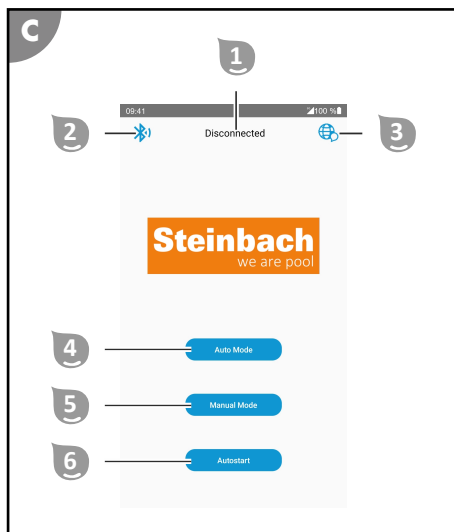 C
1
09:41 100 %
2 Disconnected 3
Steinbach
we are pool
4 Auto Mode
5 Manual Mode
6 Autostart